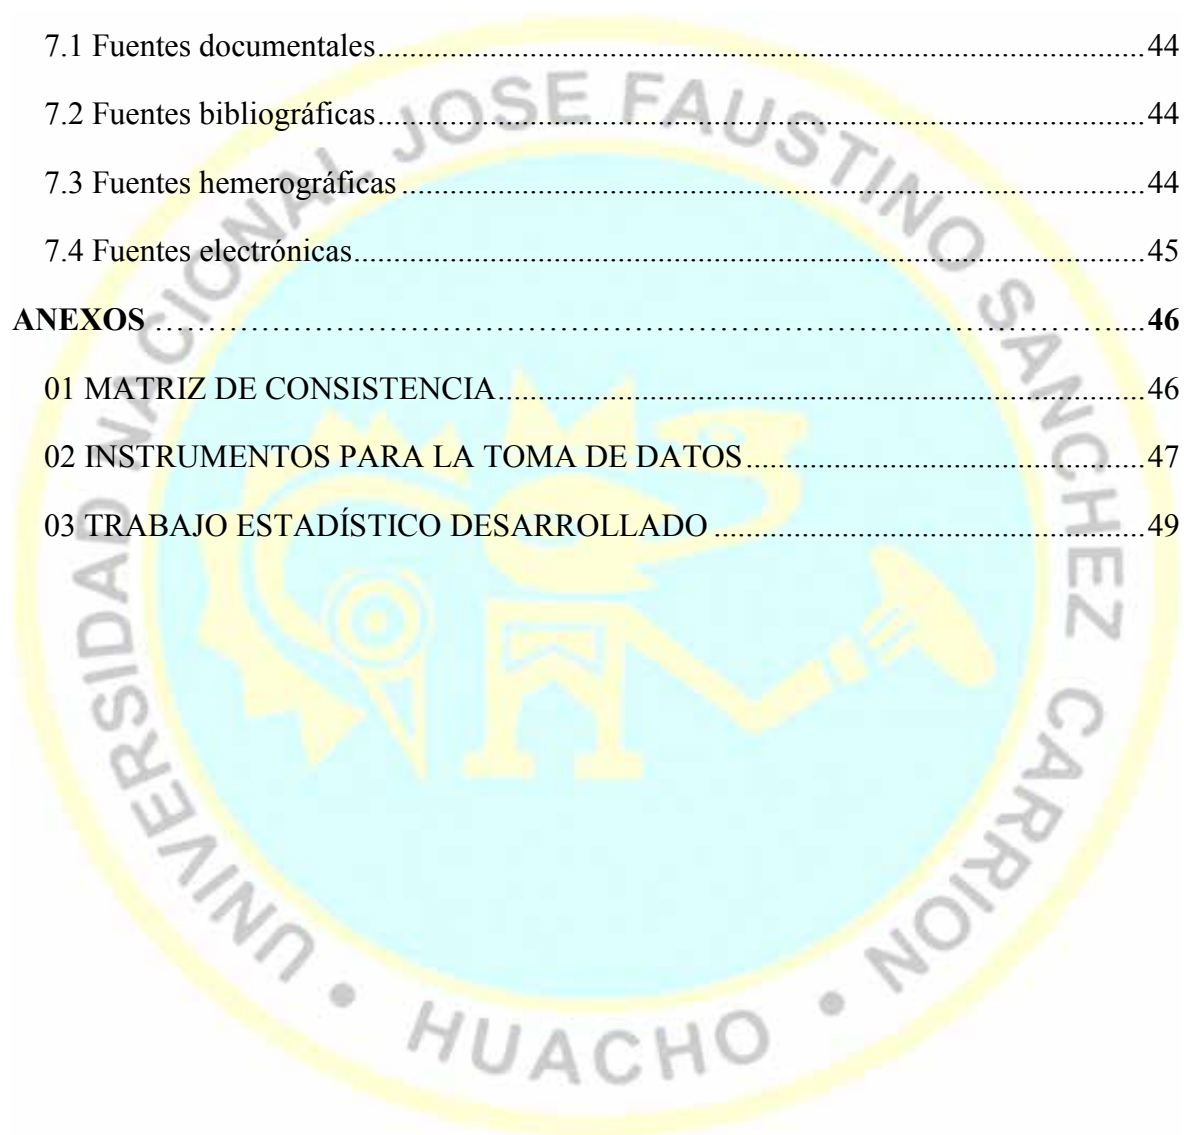 7.1 Fuentes documentales.....44
7.2 Fuentes bibliográficas.....44
7.3 Fuentes hemerográficas.....44
7.4 Fuentes electrónicas.....45
ANEXOS.....46
01 MATRIZ DE CONSISTENCIA.....46
02 INSTRUMENTOS PARA LA TOMA DE DATOS.....47
03 TRABAJO ESTADÍSTICO DESARROLLADO.....49
UNIVERSIDAD NACIONAL JOSE FAUSTINO SANCHEZ CARRION • HUACHO •